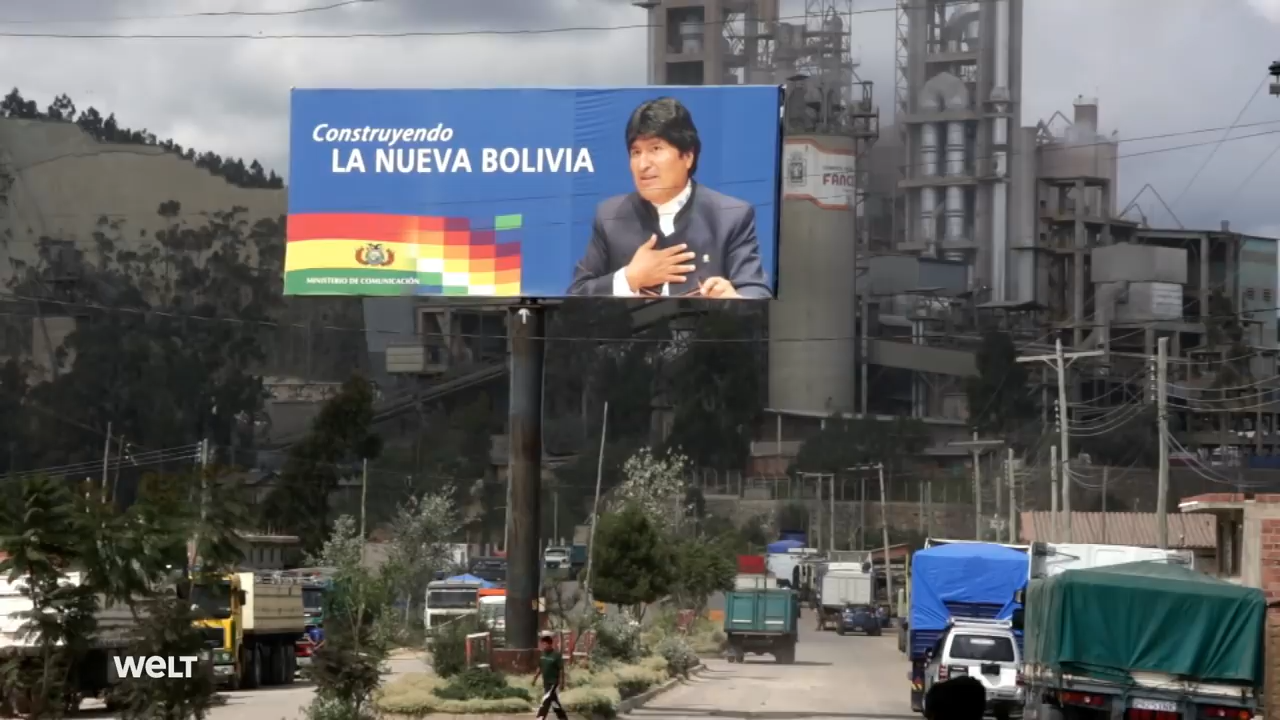 Construyendo
LA NUEVA BOLIVIA
MINISTERIO DE COMUNICACIÓN
FANC
welt